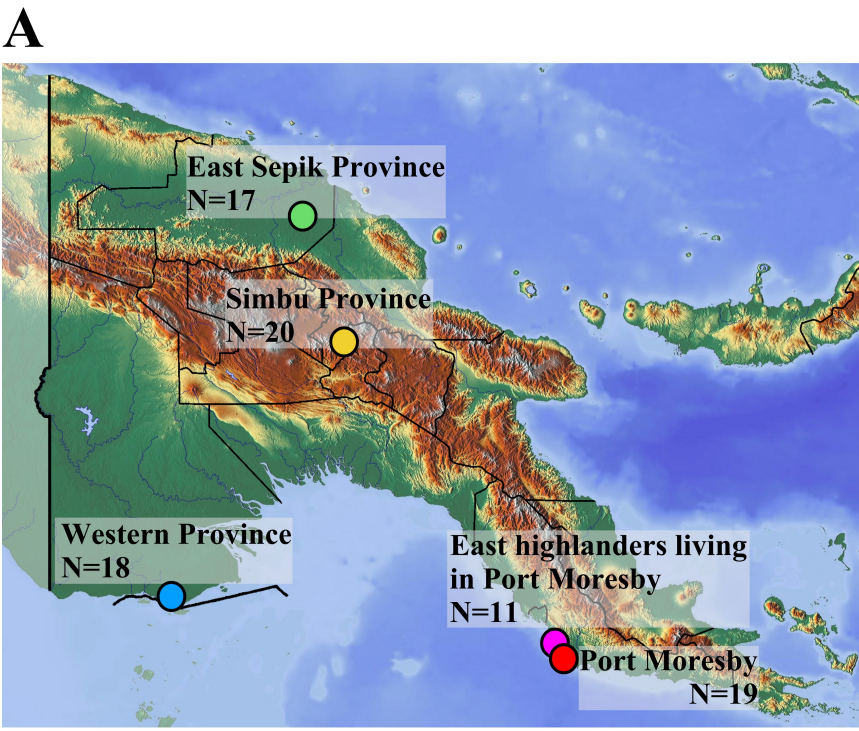 A
East Sepik Province
N=17
Simbu Province
N=20
Western Province
N=18
East highlanders living
in Port Moresby
N=11
Port Moresby
N=19